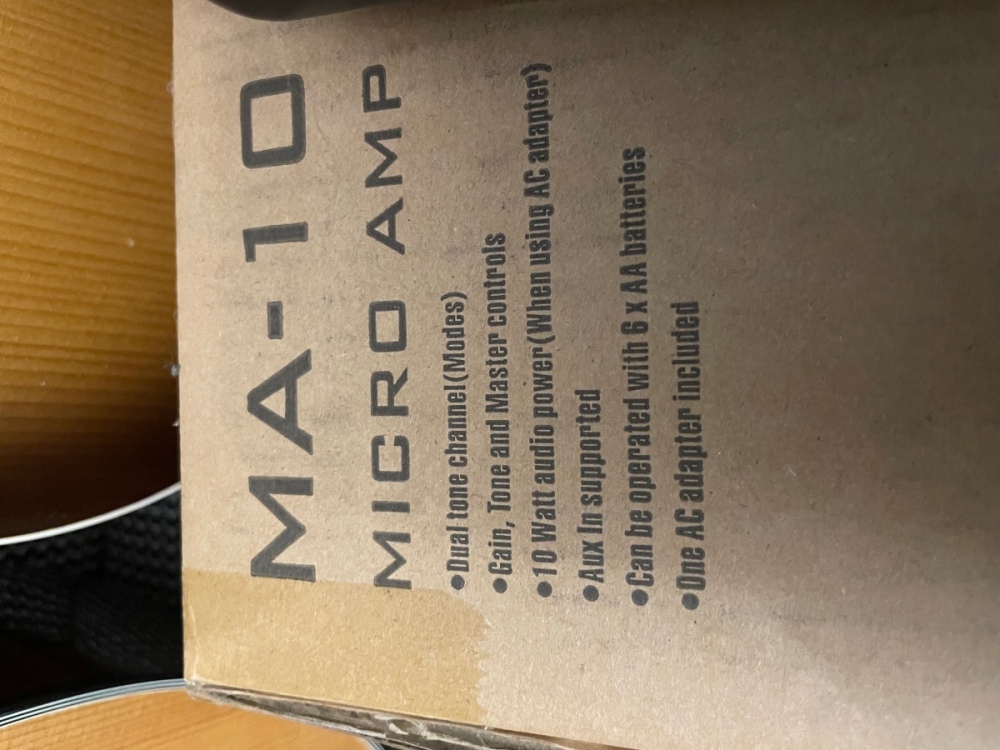 MA-10
MICRO AMP
●Dual tone channel(Modes)
●Gain, Tone and Master controls
●10 Watt audio power(When using AC adapter)
●Aux In supported
●Can be operated with 6 x AA batteries
●One AC adapter included